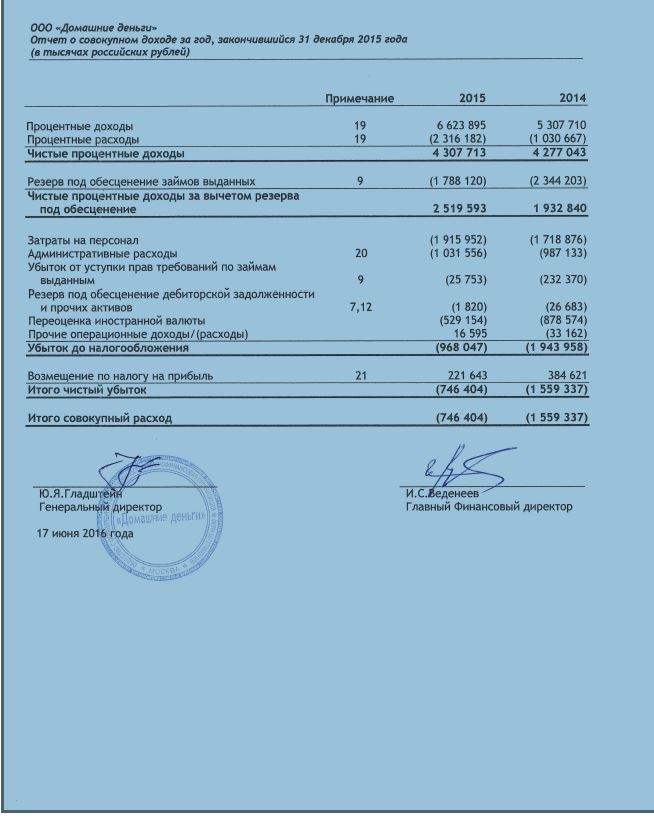 ООО «Домашние деньги»
Отчет о совокупном доходе за год, закончившийся 31 декабря 2015 года
(в тысячах российских рублей)
Примечание 2015 2014
Процентные доходы 19 6 623 895 5 307 710
Процентные расходы 19 (2 316 182) (1 030 667)
Чистые процентные доходы 4 307 713 4 277 043
Резерв под обесценение займов выданных 9 (1 788 120) (2 344 203)
Чистые процентные доходы за вычетом резерва
под обесценение 2 519 593 1 932 840
Затраты на персонал (1 915 952) (1 718 876)
Административные расходы 20 (1 031 556) (987 133)
Убыток от уступки прав требований по займам
выданным 9 (25 753) (232 370)
Резерв под обесценение дебиторской задолженности
и прочих активов 7,12 (1 820) (26 683)
Переоценка иностранной валюты (529 154) (878 574)
Прочие операционные доходы/(расходы) 16 595 (33 162)
Убыток до налогообложения (968 047) (1 943 958)
Возмещение по налогу на прибыль 21 221 643 384 621
Итого чистый убыток (746 404) (1 559 337)
Итого совокупный расход (746 404) (1 559 337)
Ю.Я.Гладштейн И.С.Веденеев
Генеральный директор Главный Финансовый директор
«Домашние деньги»
17 июня 2016 года
МОСКВА